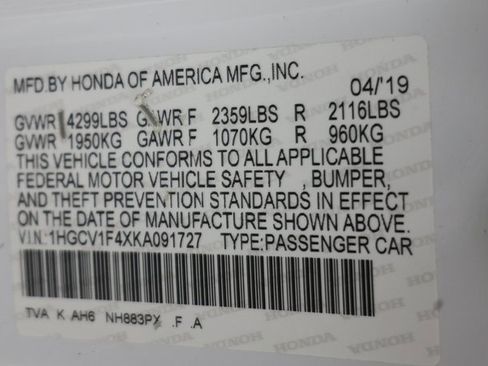 MFD.BY HONDA OF AMERICA MFG.,INC. 04/'19
GVWR 4299LBS GAWR F 2359LBS R 2116LBS
GVWR 1950KG GAWR F 1070KG R 960KG
THIS VEHICLE CONFORMS TO ALL APPLICABLE
FEDERAL MOTOR VEHICLE SAFETY , BUMPER,
AND THEFT PREVENTION STANDARDS IN EFFECT
ON THE DATE OF MANUFACTURE SHOWN ABOVE.
V.I.N.:1HGCV1F4XKA091727 TYPE:PASSENGER CAR
TVA K AH6 NH883PX .F .A